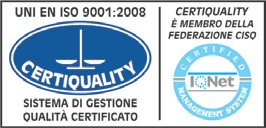 UNI EN ISO 9001:2008
CERTIQUALITY
SISTEMA DI GESTIONE
QUALITÀ CERTIFICATO
CERTIQUALITY
È MEMBRO DELLA
FEDERAZIONE CISQ
CERTIFIED
IQNet
MANAGEMENT SYSTEM